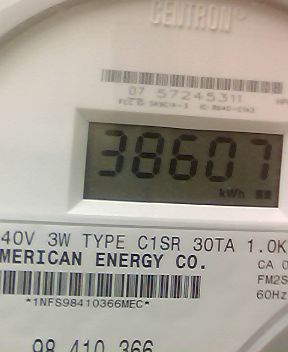 CENTRON®
07 57245311
38607
kWh
40V 3W TYPE C1SR 30TA 1.0K
MERICAN ENERGY CO.
CA 0
FM2S
60Hz
*1NFS98410366MEC*
98 410 366